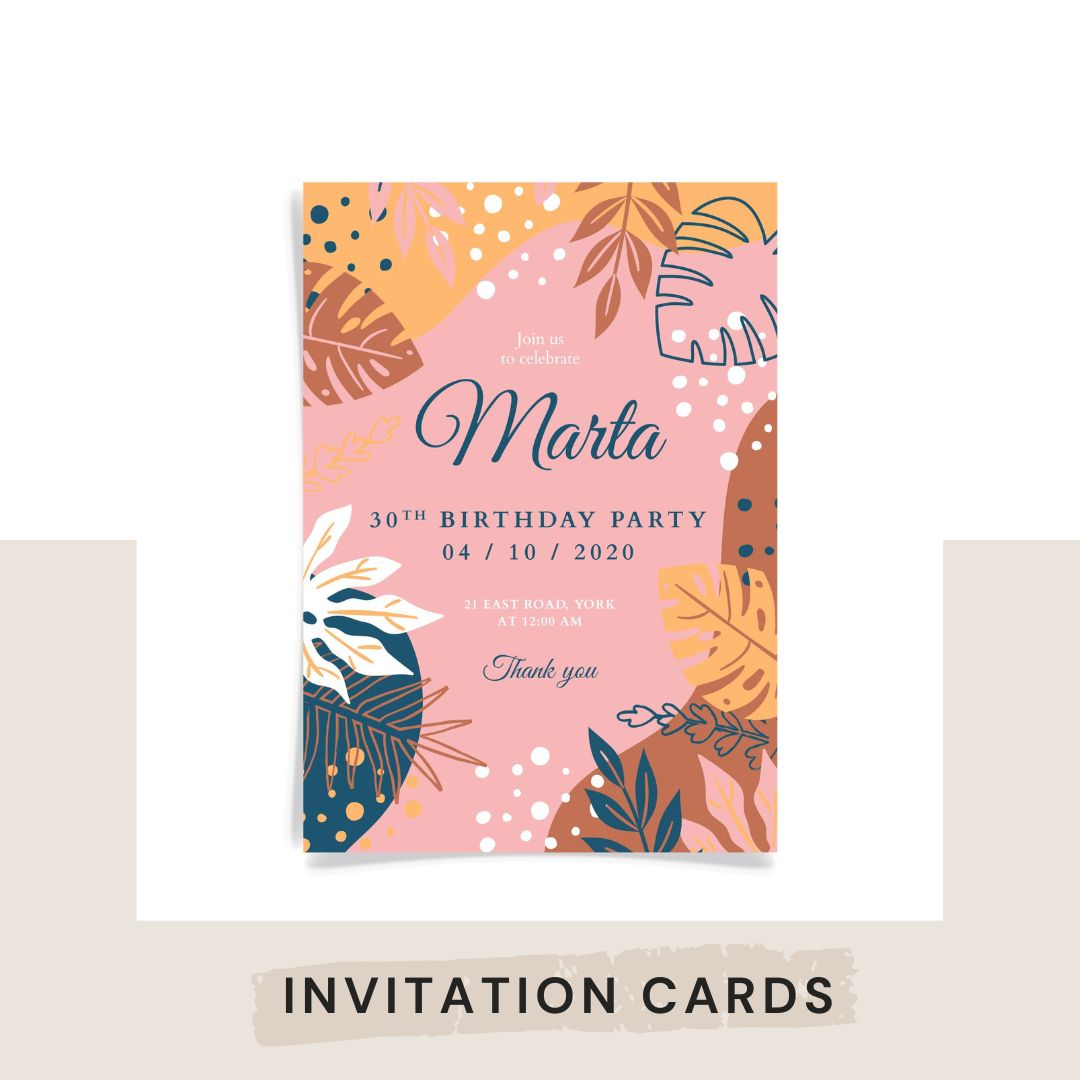 Join us
to celebrate
Marta
30TH BIRTHDAY PARTY
04 / 10 / 2020
21 EAST ROAD, YORK
AT 12:00 AM
Thank you
INVITATION CARDS